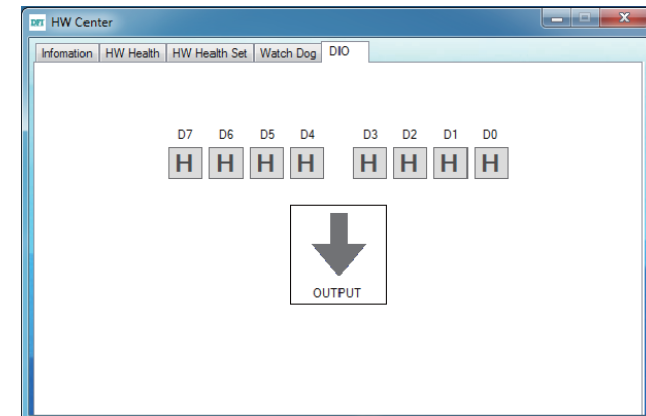 DFI HW Center
Infomation HW Health HW Health Set Watch Dog DIO
D7 D6 D5 D4 D3 D2 D1 D0
H H H H H H H H
OUTPUT